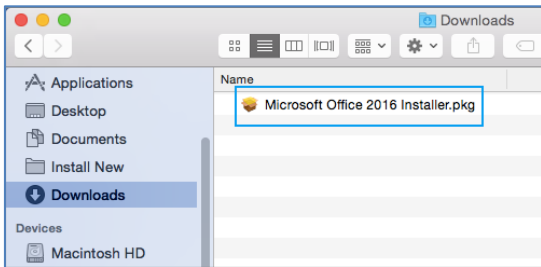 Downloads
Applications
Desktop
Documents
Install New
Downloads
Devices
Macintosh HD
Name
Microsoft Office 2016 Installer.pkg